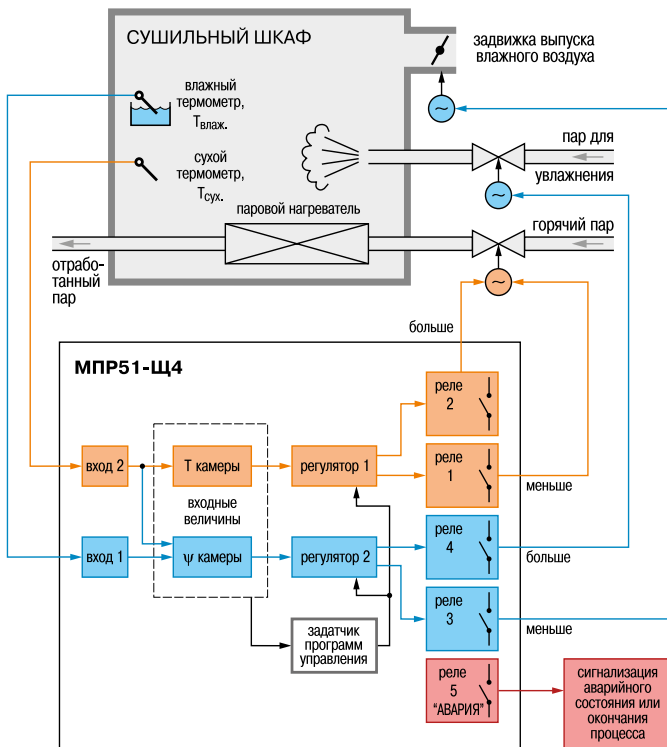 СУШИЛЬНЫЙ ШКАФ
задвижка выпуска
влажного воздуха
влажный
термометр,
Tвлаж.
~
сухой
термометр,
Tсух.
пар для
увлажнения
~
паровой нагреватель
горячий пар
отрабо-
танный
пар
~
больше
МПР51-Щ4
реле
2
вход 2
T камеры
регулятор 1
реле
1
меньше
входные
величины
вход 1
ψ камеры
регулятор 2
реле
4
больше
реле
3
меньше
задатчик
программ
управления
реле
5
"АВАРИЯ"
сигнализация
аварийного
состояния или
окончания
процесса